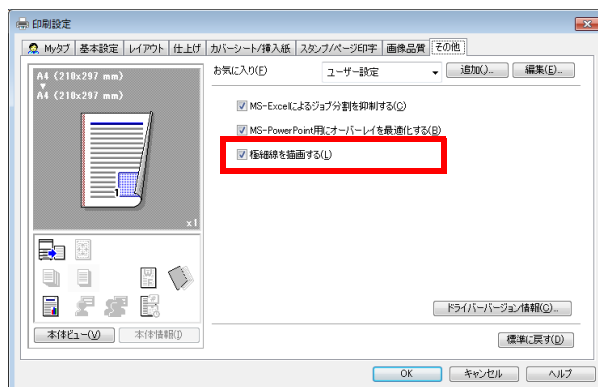 印刷設定
Myタブ 基本設定 レイアウト 仕上げ カバーシート/挿入紙 スタンプ/ページ印字 画像品質 その他
A4 (210x297 mm)
A4 (210x297 mm)
1
x1
お気に入り(F) ユーザー設定 追加()... 編集(E)...
MS-Excelによるジョブ分割を抑制する(C)
MS-PowerPoint用にオーバーレイを最適化する(B)
極細線を描画する(L)
ドライバーバージョン情報(O)...
本体ビュー(V) 本体情報(I)
標準に戻す(D)
OK キャンセル ヘルプ